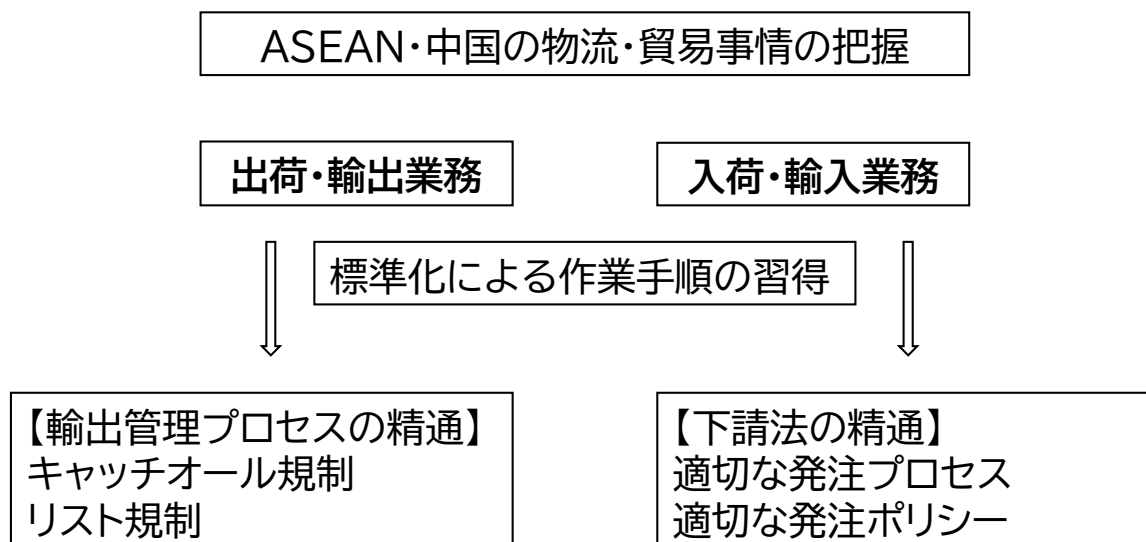 ASEAN・中国の物流・貿易事情の把握
出荷・輸出業務
入荷・輸入業務
標準化による作業手順の習得
【輸出管理プロセスの精通】
キャッチオール規制
リスト規制
【下請法の精通】
適切な発注プロセス
適切な発注ポリシー